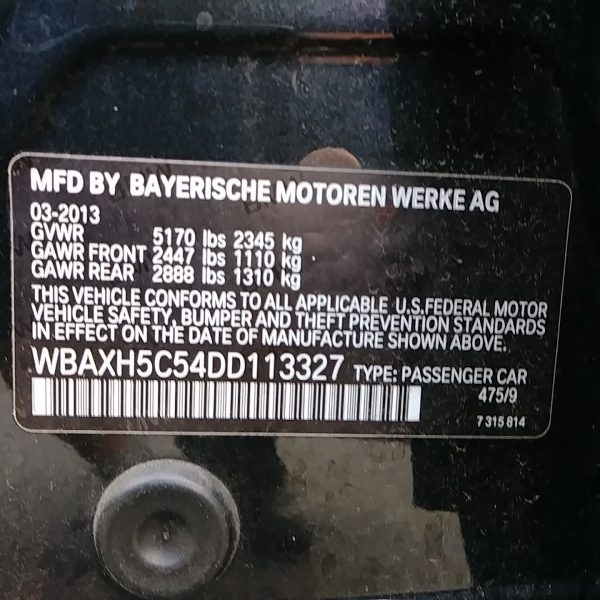 MFD BY BAYERISCHE MOTOREN WERKE AG
03-2013
GVWR 5170 lbs 2345 kg
GAWR FRONT 2447 lbs 1110 kg
GAWR REAR 2888 lbs 1310 kg
THIS VEHICLE CONFORMS TO ALL APPLICABLE U.S.FEDERAL MOTOR
VEHICLE SAFETY, BUMPER AND THEFT PREVENTION STANDARDS
IN EFFECT ON THE DATE OF MANUFACTURE SHOWN ABOVE.
WBAXH5C54DD113327 TYPE: PASSENGER CAR
475/9
7 315 814